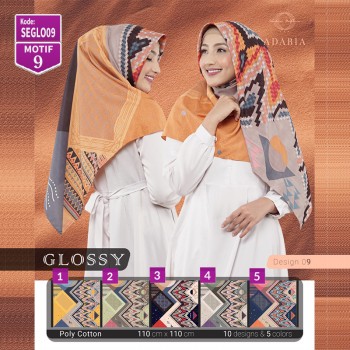 Kode:
SEGLO09
MOTIF
9
ADABIA
GLOSSY
Design 09
1 2 3 4 5
Poly Cotton 110 cm x 110 cm 10 designs & 5 colors